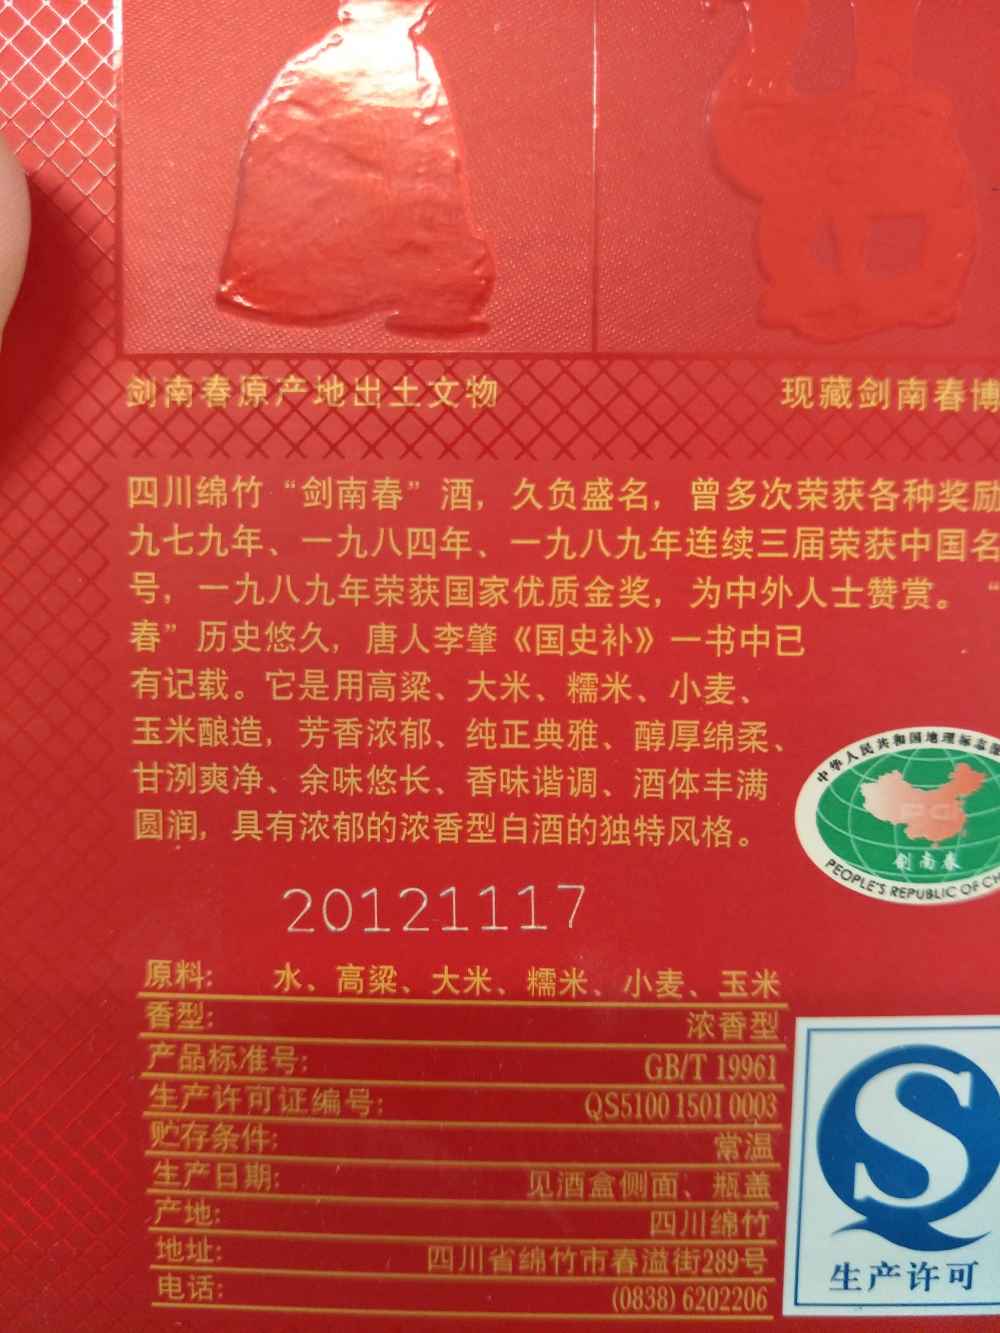 剑南春原产地出土文物
现藏剑南春博
四川绵竹“剑南春”酒，久负盛名，曾多次荣获各种奖励
九七九年、一九八四年、一九八九年连续三届荣获中国名
号，一九八九年荣获国家优质金奖，为中外人士赞赏。“
春”历史悠久，唐人李肇《国史补》一书中已
有记载。它是用高粱、大米、糯米、小麦、
玉米酿造，芳香浓郁、纯正典雅、醇厚绵柔、
甘洌爽净、余味悠长、香味谐调、酒体丰满
圆润，具有浓郁的浓香型白酒的独特风格。
中华人民共和国地理标志保
剑南春
PEOPLE'S REPUBLIC OF CH
20121117
原料: 水、高粱、大米、糯米、小麦、玉米
香型: 浓香型
产品标准号: GB/T 19961
生产许可证编号: QS5100 1501 0003
贮存条件: 常温
生产日期: 见酒盒侧面、瓶盖
产地: 四川绵竹
地址: 四川省绵竹市春溢街289号
电话: (0838) 6202206
生产许可